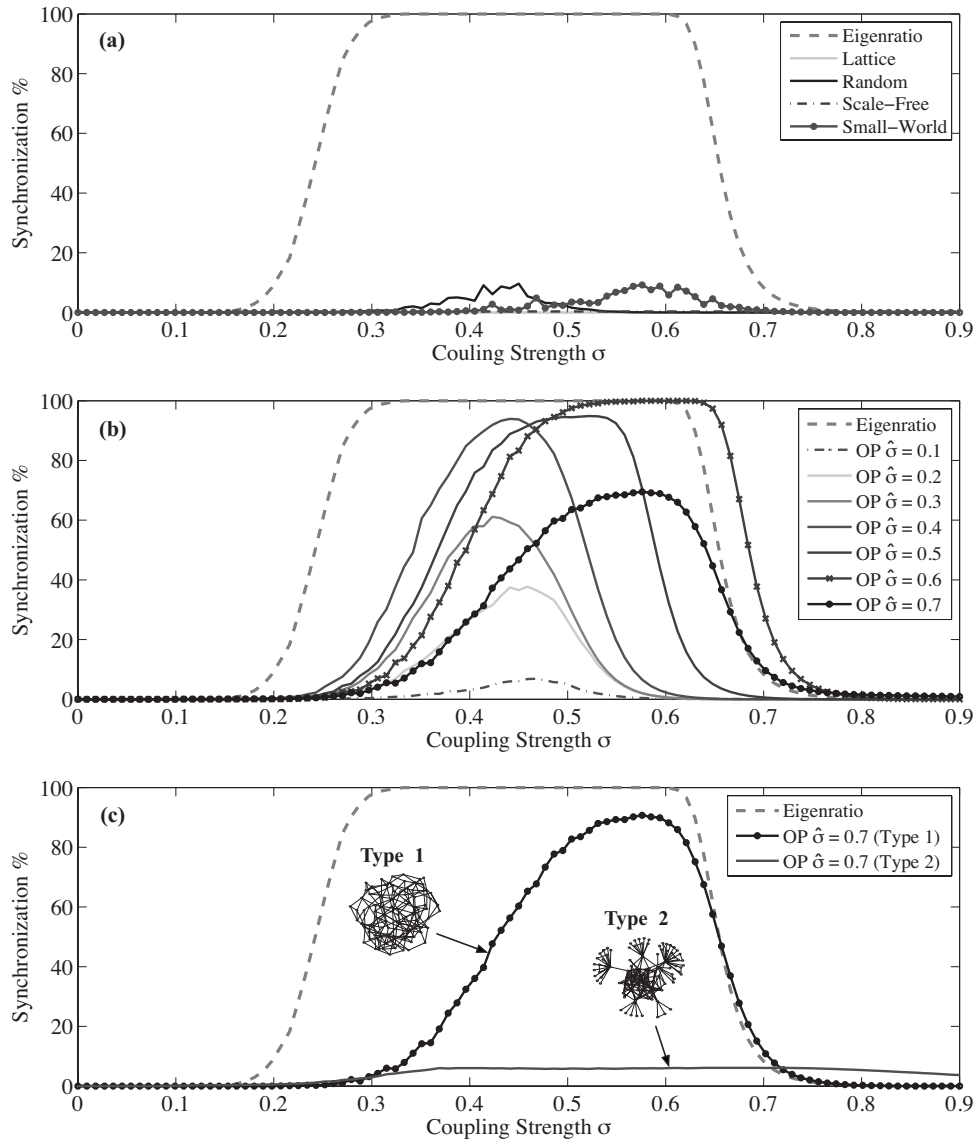 100
80
60
40
20
0
Synchronization %
(a)
Eigenratio
Lattice
Random
Scale−Free
Small−World
0 0.1 0.2 0.3 0.4 0.5 0.6 0.7 0.8 0.9
Couling Strength σ
100
80
60
40
20
0
Synchronization %
(b)
Eigenratio
OP σ̂ = 0.1
OP σ̂ = 0.2
OP σ̂ = 0.3
OP σ̂ = 0.4
OP σ̂ = 0.5
OP σ̂ = 0.6
OP σ̂ = 0.7
0 0.1 0.2 0.3 0.4 0.5 0.6 0.7 0.8 0.9
Coupling Strength σ
100
80
60
40
20
0
Synchronization %
(c)
Eigenratio
OP σ̂ = 0.7 (Type 1)
OP σ̂ = 0.7 (Type 2)
Type 1
Type 2
0 0.1 0.2 0.3 0.4 0.5 0.6 0.7 0.8 0.9
Coupling Strength σ